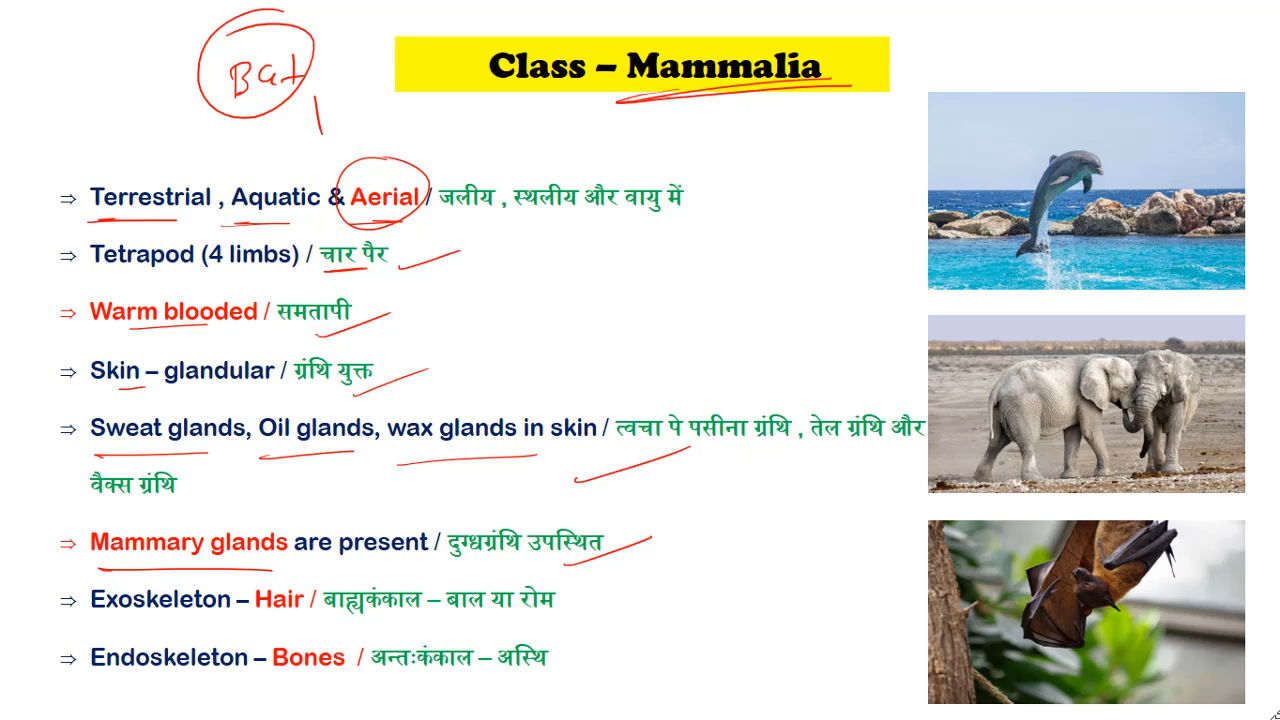 Bat
Class – Mammalia
⇒ Terrestrial , Aquatic & Aerial / जलीय , स्थलीय और वायु में
⇒ Tetrapod (4 limbs) / चार पैर
⇒ Warm blooded / समतापी
⇒ Skin – glandular / ग्रंथि युक्त
⇒ Sweat glands, Oil glands, wax glands in skin / त्वचा पे पसीना ग्रंथि , तेल ग्रंथि और
वैक्स ग्रंथि
⇒ Mammary glands are present / दुग्धग्रंथि उपस्थित
⇒ Exoskeleton – Hair / बाह्यकंकाल – बाल या रोम
⇒ Endoskeleton – Bones / अन्तःकंकाल – अस्थि